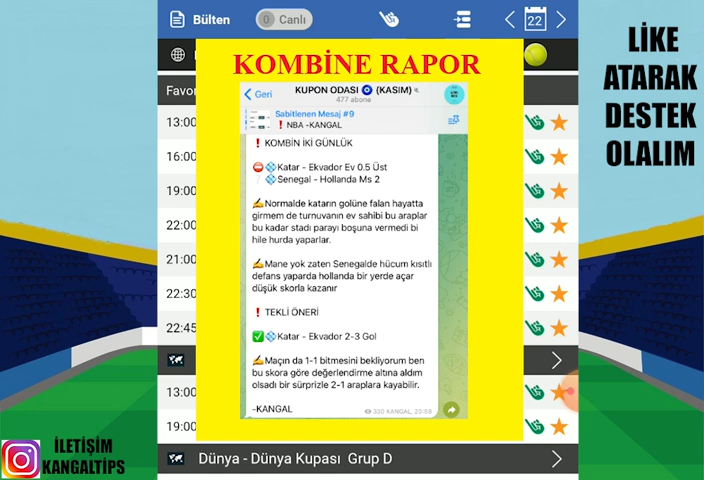 Bülten
0 Canlı
22
LİKE
ATARAK
DESTEK
OLALIM
KOMBİNE RAPOR
Geri
KUPON ODASI 🧿 (KASIM)
477 abone
Sabitlenen Mesaj #9
❗ NBA -KANGAL
❗ KOMBİN İKİ GÜNLÜK
⛔💠Katar - Ekvador Ev 0.5 Üst
❕💠Senegal - Hollanda Ms 2
✍Normalde katarın golüne falan hayatta
girmem de turnuvanın ev sahibi bu araplar
bu kadar stadı parayı boşuna vermedi bi
hile hurda yaparlar.
✍Mane yok zaten Senegalde hücum kısıtlı
defans yaparda hollanda bir yerde açar
düşük skorla kazanır
❗ TEKLİ ÖNERİ
✅💠Katar - Ekvador 2-3 Gol
✍Maçın da 1-1 bitmesini bekliyorum ben
bu skora göre değerlendirme altına aldım
olsadı bir sürprizle 2-1 araplara kayabilir.
-KANGAL
330 KANGAL, 20:59
Favor
13:00
16:00
19:00
22:00
21:00
22:30
22:45
13:00
19:00
Dünya - Dünya Kupası Grup D
İLETİŞİM
KANGALTİPS